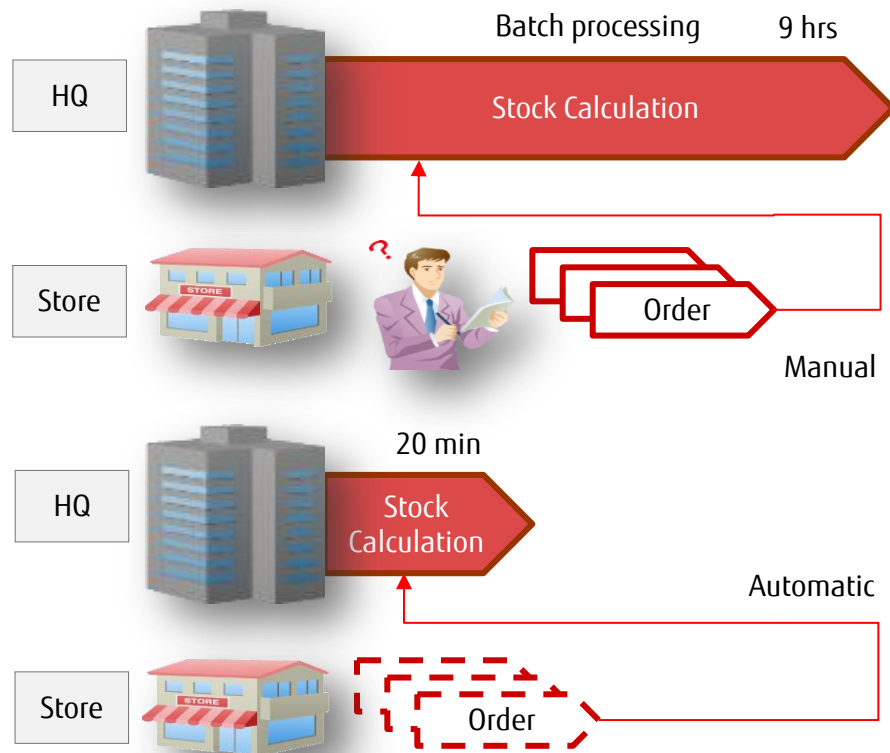 Batch processing 9 hrs
HQ
Stock Calculation
Store
STORE
?
Order
Manual
20 min
HQ
Stock
Calculation
Automatic
Store
STORE
Order